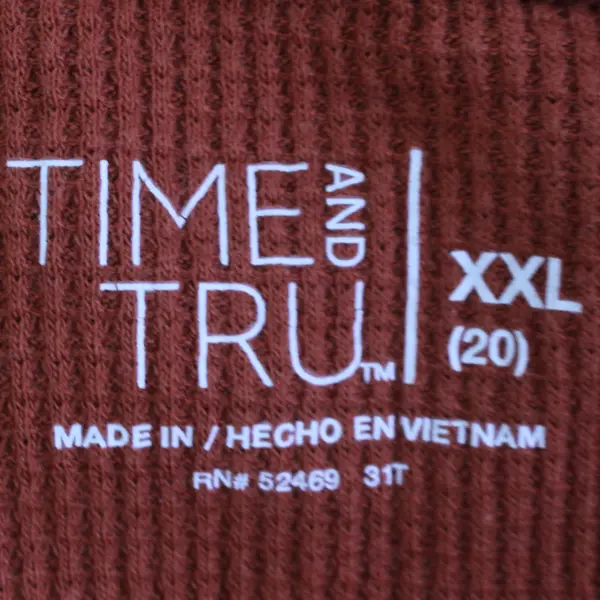 TIME AND
TRU™
XXL
(20)
MADE IN / HECHO EN VIETNAM
RN# 52469 31T